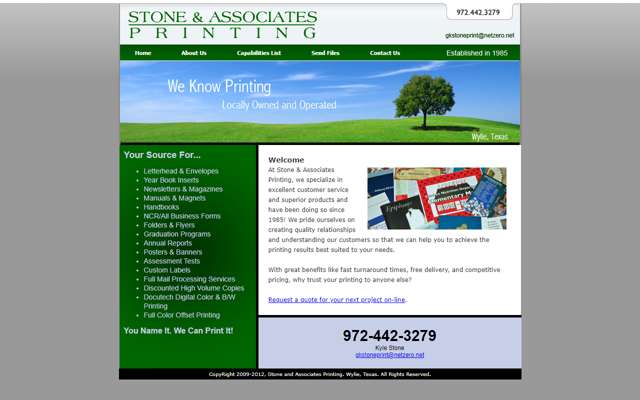 STONE & ASSOCIATES
PRINTING
972.442.3279
gkstoneprint@netzero.net
Home
About Us
Capabilities List
Send Files
Contact Us
Established in 1985
We Know Printing
Locally Owned and Operated
Wylie, Texas
Your Source For...
Letterhead & Envelopes
Year Book Inserts
Newsletters & Magazines
Manuals & Magnets
Handbooks
NCR/All Business Forms
Folders & Flyers
Graduation Programs
Annual Reports
Posters & Banners
Assessment Tests
Custom Labels
Full Mail Processing Services
Discounted High Volume Copies
Docutech Digital Color & B/W
Printing
Full Color Offset Printing
You Name It, We Can Print It!
Welcome
At Stone & Associates
Printing, we specialize in
excellent customer service
and superior products and
have been doing so since
1985! We pride ourselves on
creating quality relationships
and understanding our customers so that we can help you to achieve the
printing results best suited to your needs.
With great benefits like fast turnaround times, free delivery, and competitive
pricing, why trust your printing to anyone else?
Request a quote for your next project on-line.
972-442-3279
Kyle Stone
gkstoneprint@netzero.net
CopyRight 2009-2012, Stone and Associates Printing. Wylie, Texas. All Rights Reserved.